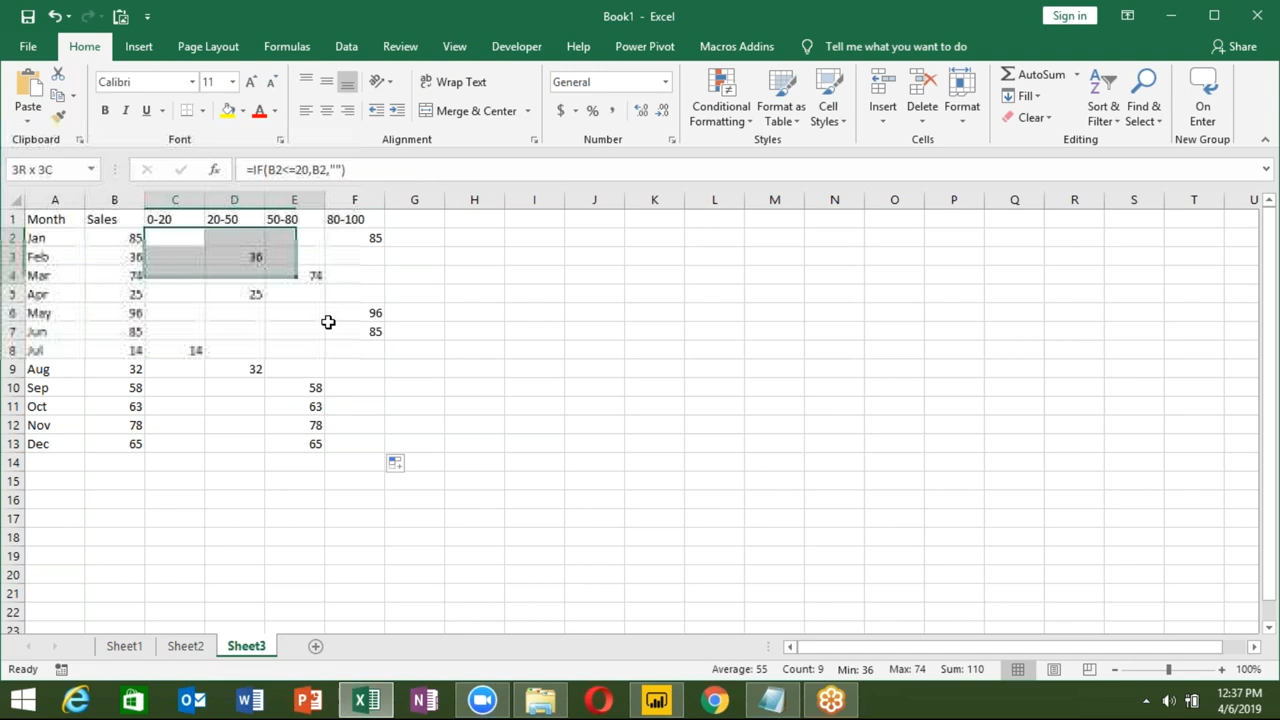 Book1 - Excel
Sign in
File Home Insert Page Layout Formulas Data Review View Developer Help Power Pivot Macros Addins Tell me what you want to do Share
Paste
Calibri 11
B I U
Wrap Text
Merge & Center
General
$ % ,
Conditional Formatting
Format as Table
Cell Styles
Insert
Delete
Format
AutoSum
Fill
Clear
Sort & Filter
Find & Select
On Enter
Clipboard Font Alignment Number Styles Cells Editing New Group
3R x 3C fx =IF(B2<=20,B2,"")
A B C D E F G H I J K L M N O P Q R S T U
1 Month Sales 0-20 20-50 50-80 80-100
2 Jan 85 85
3 Feb 36 36
4 Mar 74 74
5 Apr 25 25
6 May 96 96
7 Jun 85 85
8 Jul 14 14
9 Aug 32 32
10 Sep 58 58
11 Oct 63 63
12 Nov 78 78
13 Dec 65 65
14
15
16
17
18
19
20
21
22
23
Sheet1 Sheet2 Sheet3
Ready Average: 55 Count: 9 Min: 36 Max: 74 Sum: 110 100%
12:37 PM
4/6/2019